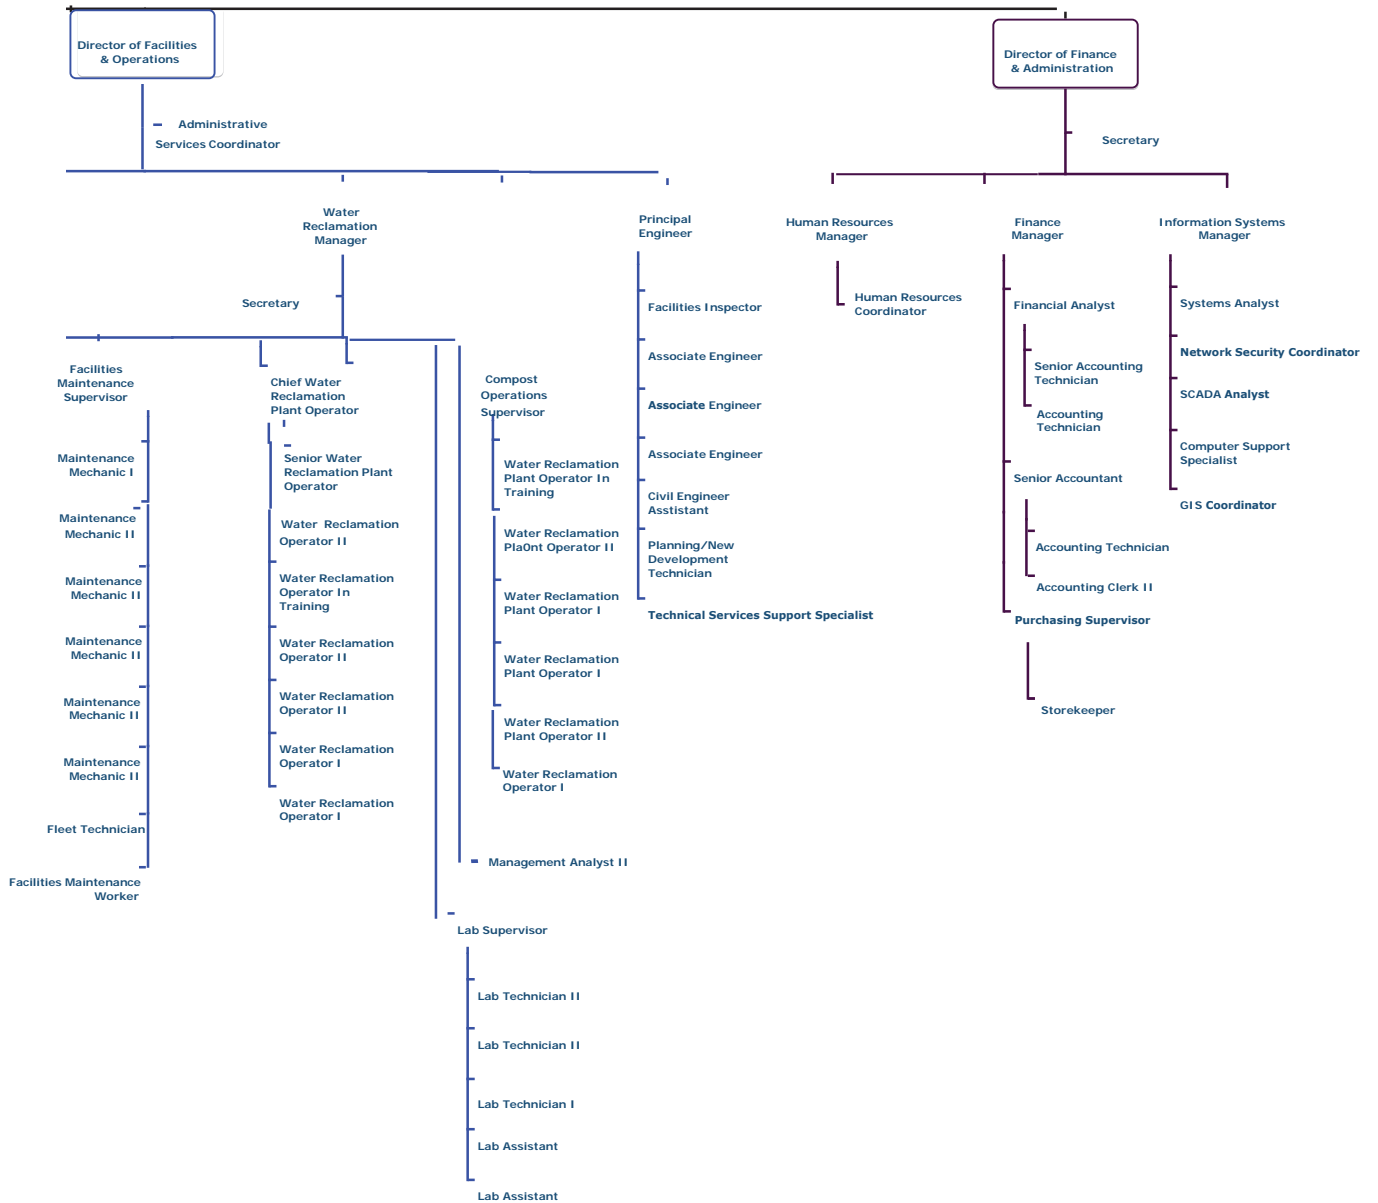 Director of Facilities
& Operations
Administrative
Services Coordinator
Water
Reclamation
Manager
Secretary
Facilities
Maintenance
Supervisor
Maintenance
Mechanic I
Maintenance
Mechanic II
Maintenance
Mechanic II
Maintenance
Mechanic II
Maintenance
Mechanic II
Maintenance
Mechanic II
Fleet Technician
Facilities Maintenance
Worker
Chief Water
Reclamation
Plant Operator
Senior Water
Reclamation Plant
Operator
Water Reclamation
Operator II
Water Reclamation
Operator In
Training
Water Reclamation
Operator II
Water Reclamation
Operator II
Water Reclamation
Operator I
Water Reclamation
Operator I
Compost
Operations
Supervisor
Water Reclamation
Plant Operator In
Training
Water Reclamation
Pla0nt Operator II
Water Reclamation
Plant Operator I
Water Reclamation
Plant Operator I
Water Reclamation
Plant Operator II
Water Reclamation
Operator I
Management Analyst II
Lab Supervisor
Lab Technician II
Lab Technician II
Lab Technician I
Lab Assistant
Lab Assistant
Principal
Engineer
Facilities Inspector
Associate Engineer
Associate Engineer
Associate Engineer
Civil Engineer
Asstistant
Planning/New
Development
Technician
Technical Services Support Specialist
Director of Finance
& Administration
Secretary
Human Resources
Manager
Human Resources
Coordinator
Finance
Manager
Financial Analyst
Senior Accounting
Technician
Accounting
Technician
Senior Accountant
Accounting Technician
Accounting Clerk II
Purchasing Supervisor
Storekeeper
Information Systems
Manager
Systems Analyst
Network Security Coordinator
SCADA Analyst
Computer Support
Specialist
GIS Coordinator